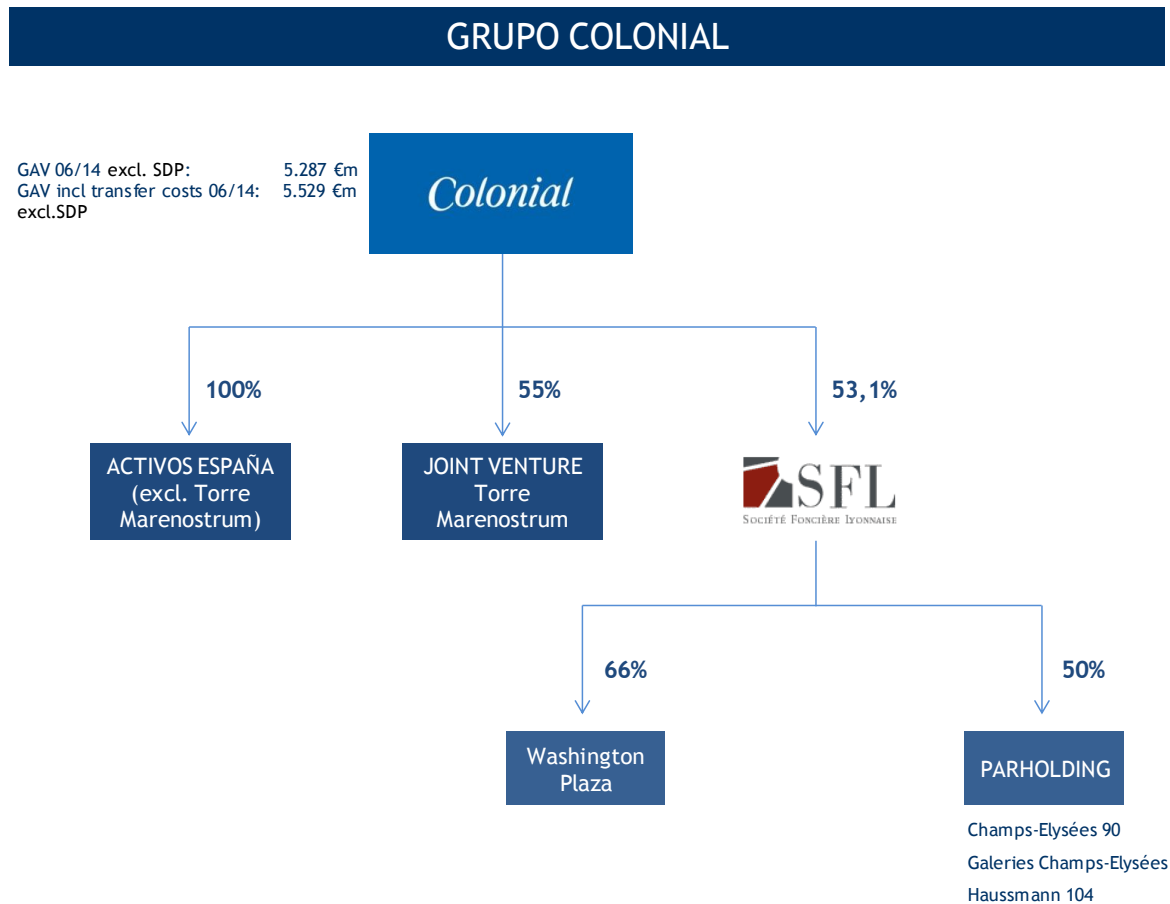 GRUPO COLONIAL
GAV 06/14 excl. SDP: 5.287 €m
GAV incl transfer costs 06/14: 5.529 €m
excl.SDP
Colonial
100%
55%
53,1%
ACTIVOS ESPAÑA
(excl. Torre
Marenostrum)
JOINT VENTURE
Torre
Marenostrum
SFL
SOCIÉTÉ FONCIÈRE LYONNAISE
66%
50%
Washington
Plaza
PARHOLDING
Champs-Elysées 90
Galeries Champs-Elysées
Haussmann 104